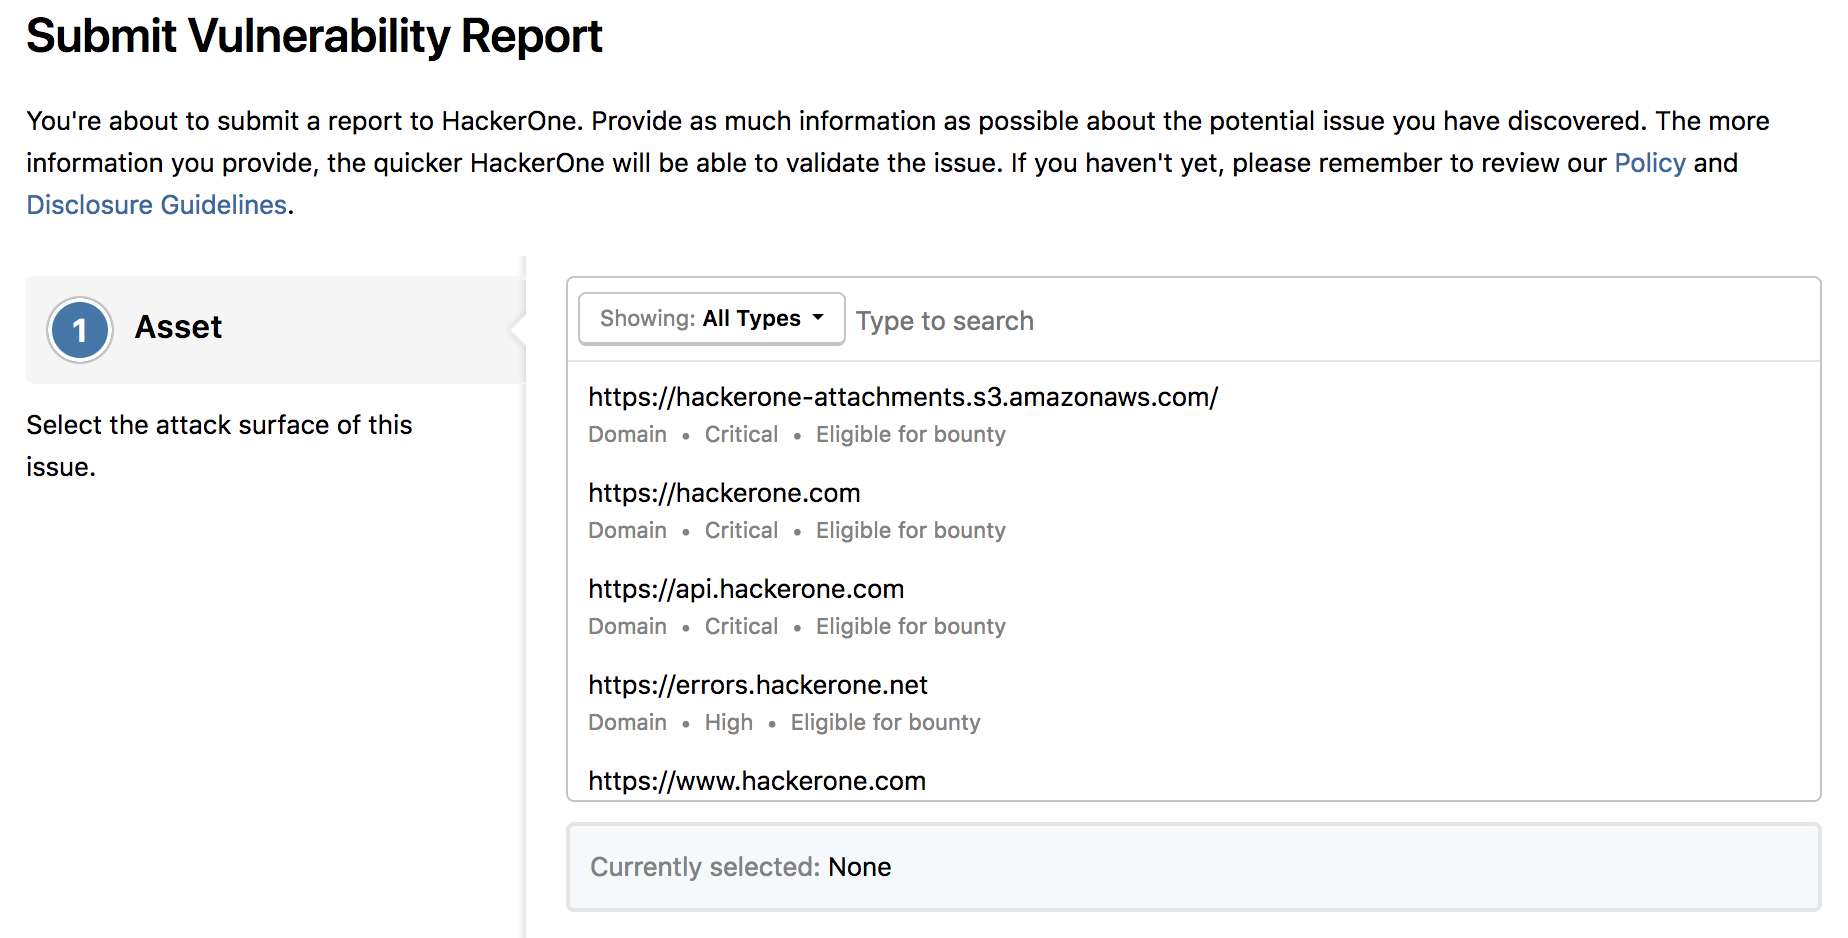 Submit Vulnerability Report
You're about to submit a report to HackerOne. Provide as much information as possible about the potential issue you have discovered. The more
information you provide, the quicker HackerOne will be able to validate the issue. If you haven't yet, please remember to review our Policy and
Disclosure Guidelines.
1 Asset
Select the attack surface of this
issue.
Showing: All Types Type to search
https://hackerone-attachments.s3.amazonaws.com/
Domain • Critical • Eligible for bounty
https://hackerone.com
Domain • Critical • Eligible for bounty
https://api.hackerone.com
Domain • Critical • Eligible for bounty
https://errors.hackerone.net
Domain • High • Eligible for bounty
https://www.hackerone.com
Currently selected: None